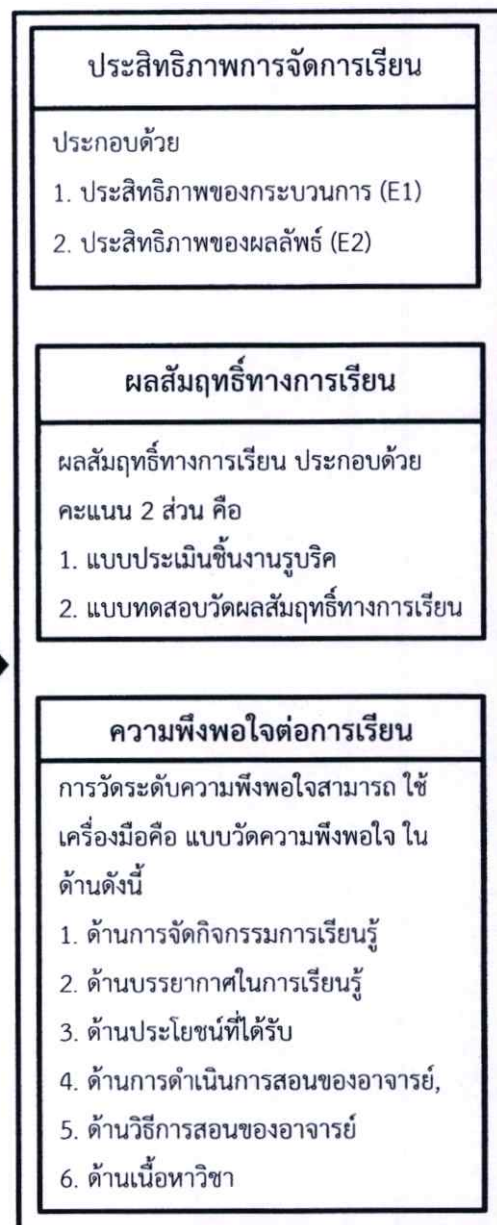 ประสิทธิภาพการจัดการเรียน
ประกอบด้วย
1. ประสิทธิภาพของกระบวนการ (E1)
2. ประสิทธิภาพของผลลัพธ์ (E2)
ผลสัมฤทธิ์ทางการเรียน
ผลสัมฤทธิ์ทางการเรียน ประกอบด้วย
คะแนน 2 ส่วน คือ
1. แบบประเมินชิ้นงานรูบริค
2. แบบทดสอบวัดผลสัมฤทธิ์ทางการเรียน
ความพึงพอใจต่อการเรียน
การวัดระดับความพึงพอใจสามารถ ใช้
เครื่องมือคือ แบบวัดความพึงพอใจ ใน
ด้านดังนี้
1. ด้านการจัดกิจกรรมการเรียนรู้
2. ด้านบรรยากาศในการเรียนรู้
3. ด้านประโยชน์ที่ได้รับ
4. ด้านการดำเนินการสอนของอาจารย์,
5. ด้านวิธีการสอนของอาจารย์
6. ด้านเนื้อหาวิชา